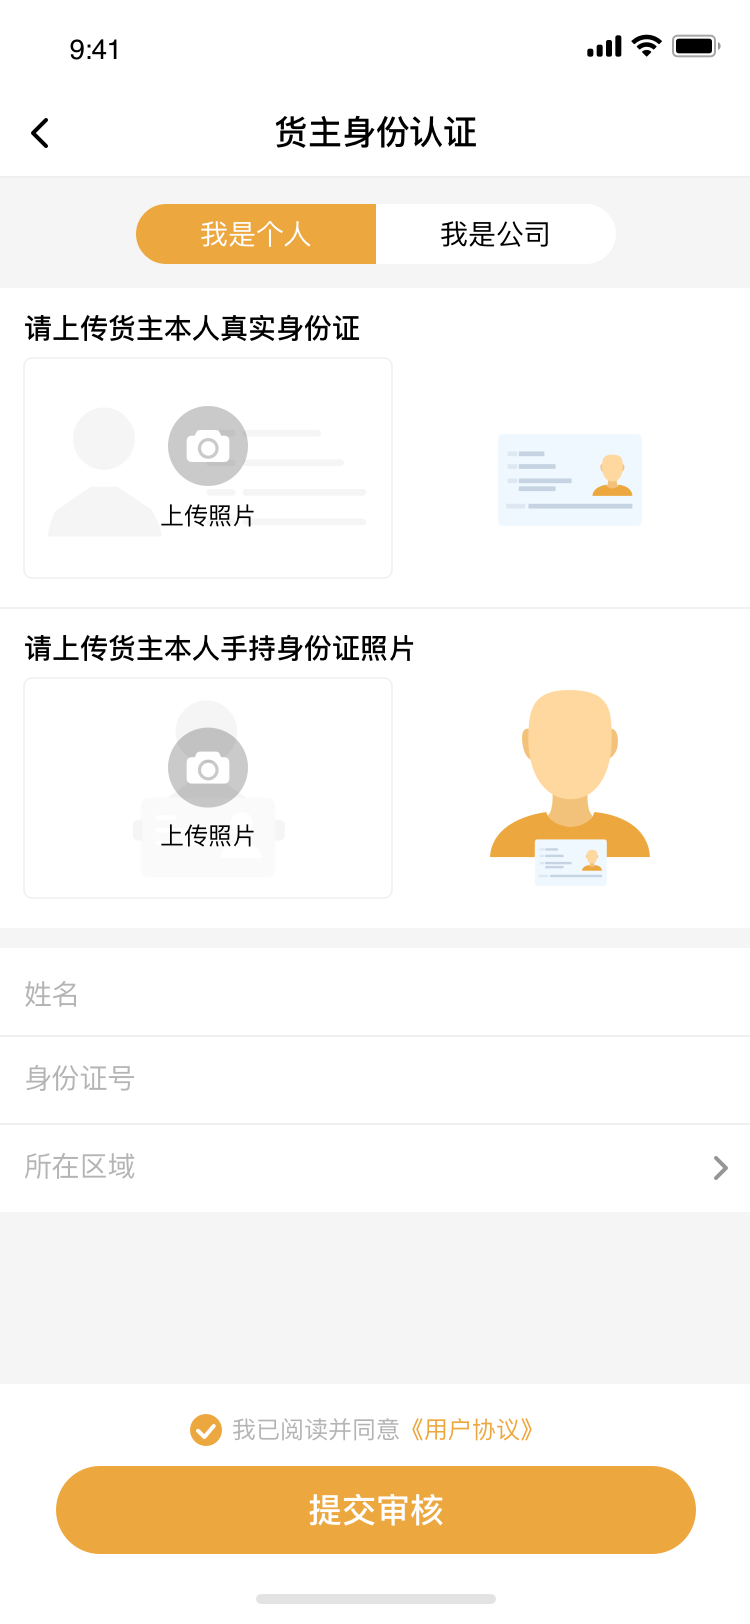 9:41
货主身份认证
我是个人
我是公司
请上传货主本人真实身份证
上传照片
请上传货主本人手持身份证照片
上传照片
姓名
身份证号
所在区域
我已阅读并同意《用户协议》
提交审核